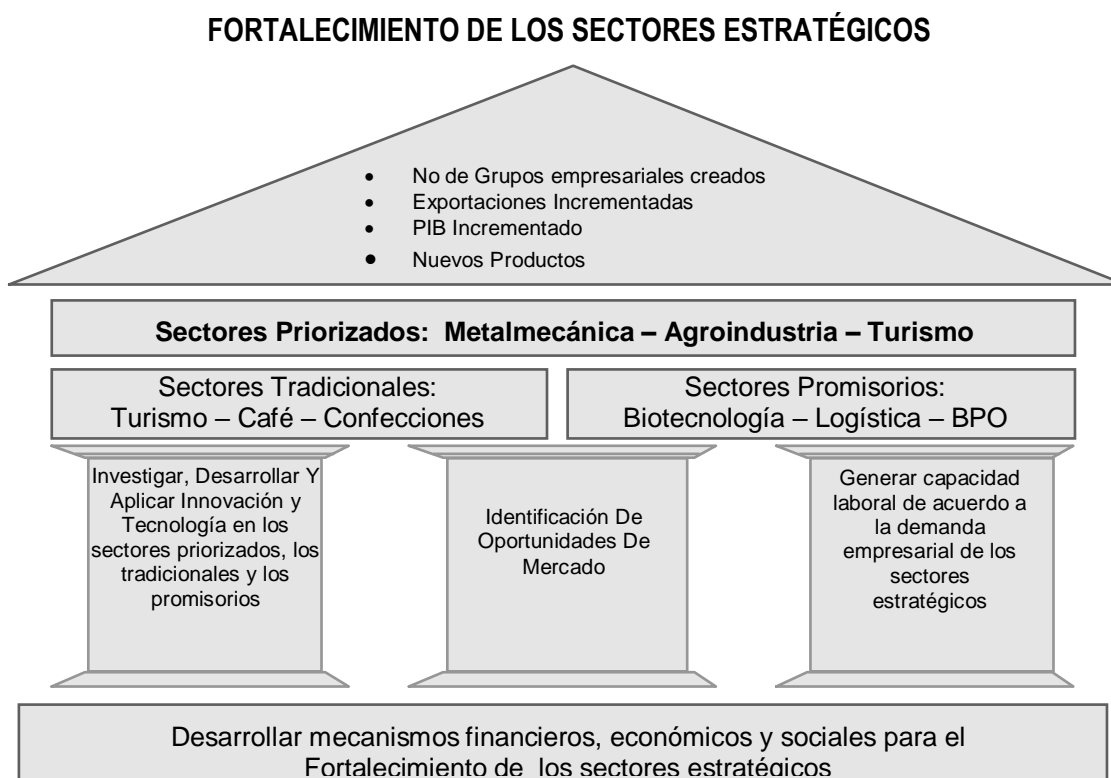 FORTALECIMIENTO DE LOS SECTORES ESTRATÉGICOS
• No de Grupos empresariales creados
• Exportaciones Incrementadas
• PIB Incrementado
• Nuevos Productos
Sectores Priorizados: Metalmecánica – Agroindustria – Turismo
Sectores Tradicionales:
Turismo – Café – Confecciones
Sectores Promisorios:
Biotecnología – Logística – BPO
Investigar, Desarrollar Y
Aplicar Innovación y
Tecnología en los
sectores priorizados, los
tradicionales y los
promisorios
Identificación De
Oportunidades De
Mercado
Generar capacidad
laboral de acuerdo a
la demanda
empresarial de los
sectores
estratégicos
Desarrollar mecanismos financieros, económicos y sociales para el
Fortalecimiento de los sectores estratégicos